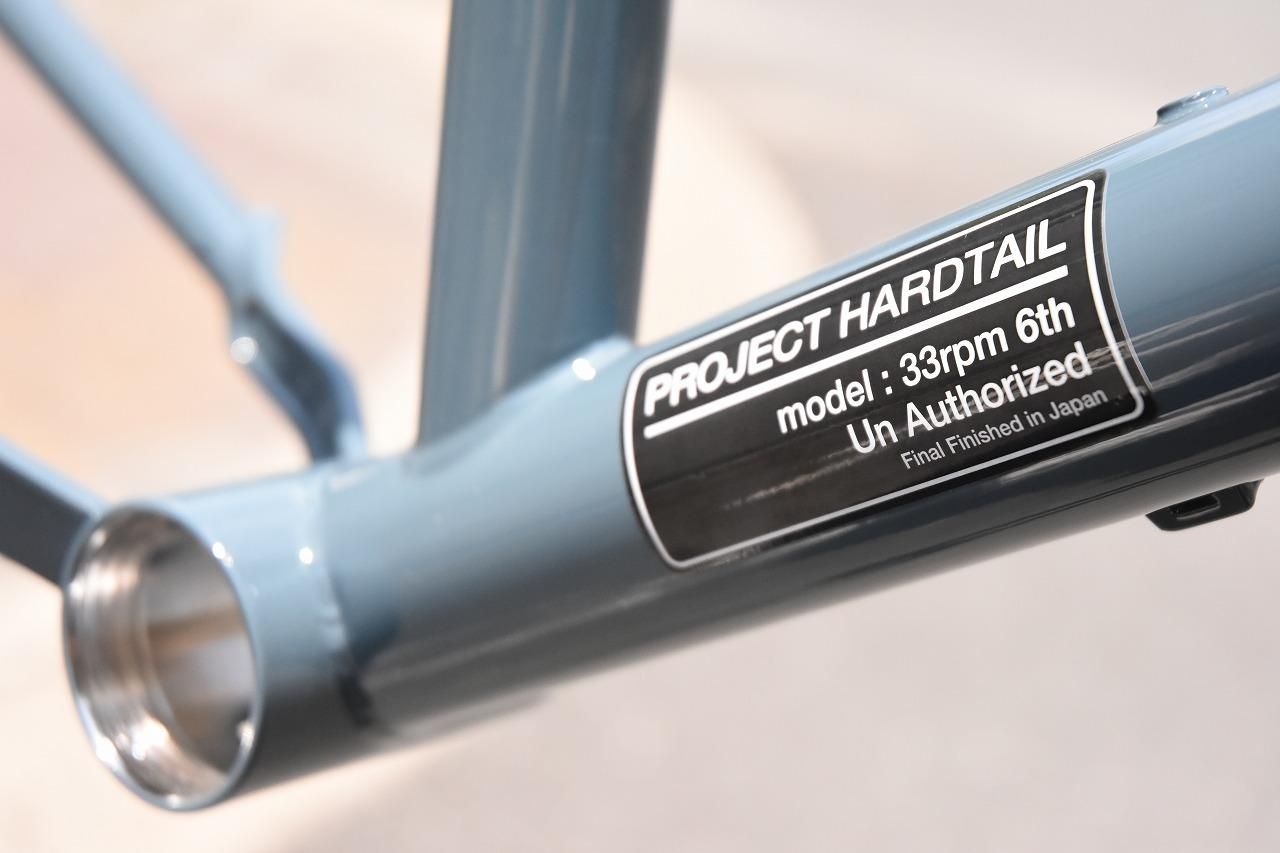 PROJECT HARDTAIL
model : 33rpm 6th
Un Authorized
Final Finished in Japan